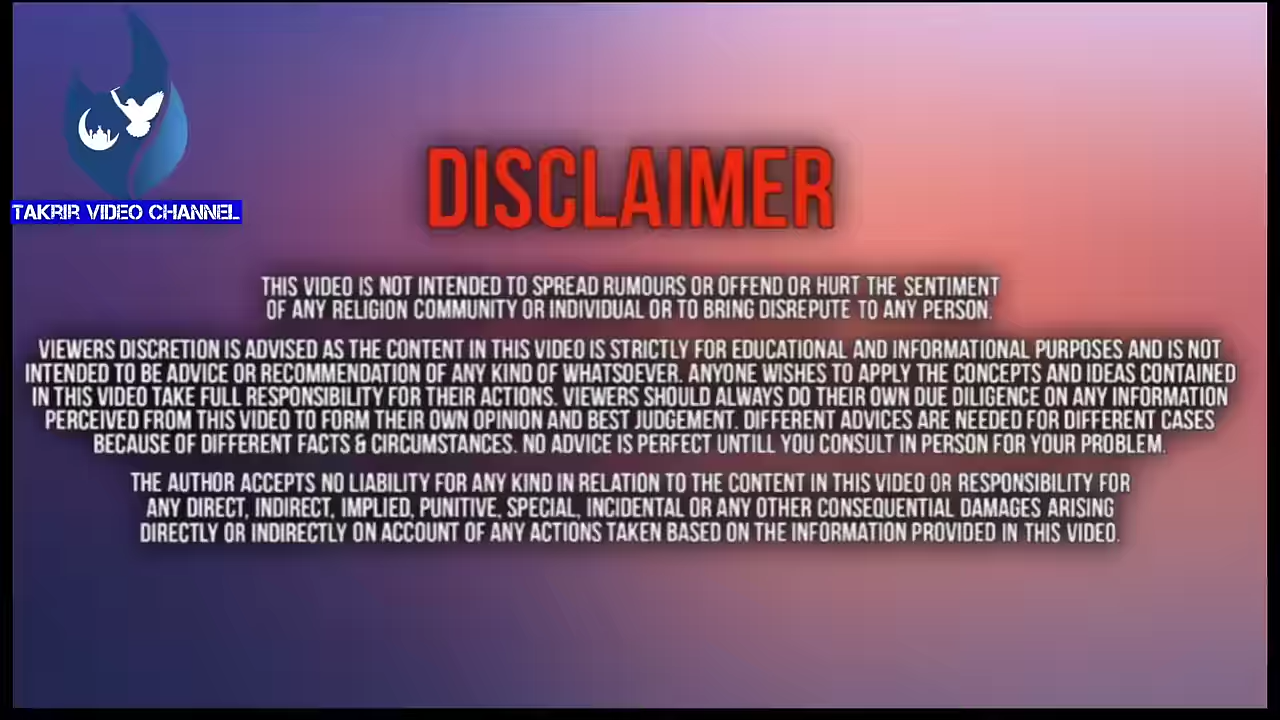 TAKRIR VIDEO CHANNEL
DISCLAIMER
THIS VIDEO IS NOT INTENDED TO SPREAD RUMOURS OR OFFEND OR HURT THE SENTIMENT
OF ANY RELIGION COMMUNITY OR INDIVIDUAL OR TO BRING DISREPUTE TO ANY PERSON.
VIEWERS DISCRETION IS ADVISED AS THE CONTENT IN THIS VIDEO IS STRICTLY FOR EDUCATIONAL AND INFORMATIONAL PURPOSES AND IS NOT
INTENDED TO BE ADVICE OR RECOMMENDATION OF ANY KIND OF WHATSOEVER. ANYONE WISHES TO APPLY THE CONCEPTS AND IDEAS CONTAINED
IN THIS VIDEO TAKE FULL RESPONSIBILITY FOR THEIR ACTIONS. VIEWERS SHOULD ALWAYS DO THEIR OWN DUE DILIGENCE ON ANY INFORMATION
PERCEIVED FROM THIS VIDEO TO FORM THEIR OWN OPINION AND BEST JUDGEMENT. DIFFERENT ADVICES ARE NEEDED FOR DIFFERENT CASES
BECAUSE OF DIFFERENT FACTS & CIRCUMSTANCES. NO ADVICE IS PERFECT UNTILL YOU CONSULT IN PERSON FOR YOUR PROBLEM.
THE AUTHOR ACCEPTS NO LIABILITY FOR ANY KIND IN RELATION TO THE CONTENT IN THIS VIDEO OR RESPONSIBILITY FOR
ANY DIRECT, INDIRECT, IMPLIED, PUNITIVE, SPECIAL, INCIDENTAL OR ANY OTHER CONSEQUENTIAL DAMAGES ARISING
DIRECTLY OR INDIRECTLY ON ACCOUNT OF ANY ACTIONS TAKEN BASED ON THE INFORMATION PROVIDED IN THIS VIDEO.